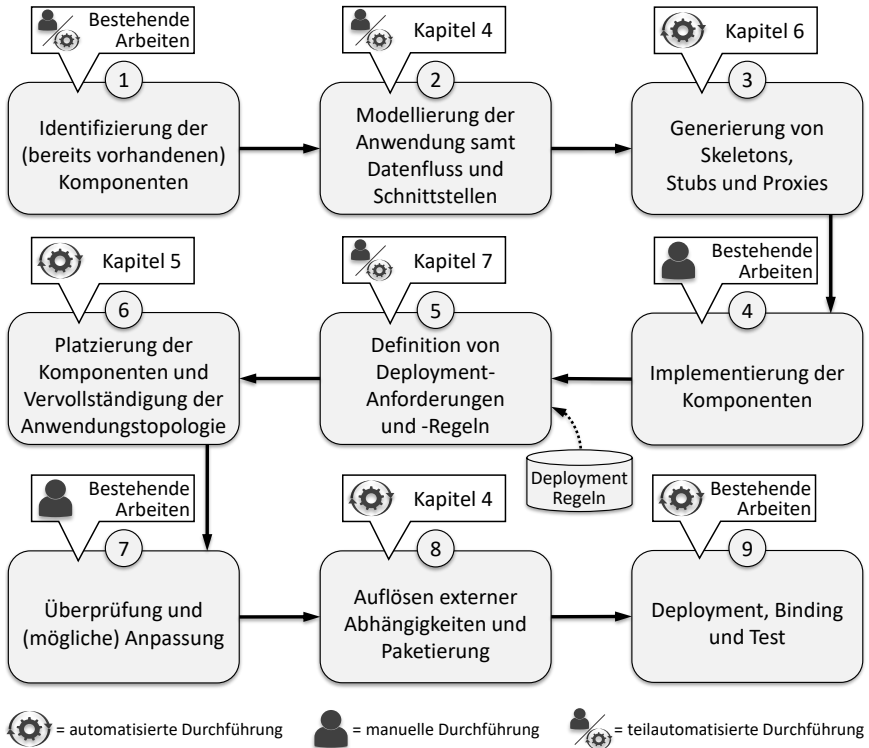 Bestehende
Arbeiten
1
Identifizierung der
(bereits vorhandenen)
Komponenten
Kapitel 4
2
Modellierung der
Anwendung samt
Datenfluss und
Schnittstellen
Kapitel 6
3
Generierung von
Skeletons,
Stubs und Proxies
Bestehende
Arbeiten
4
Implementierung der
Komponenten
Kapitel 7
5
Definition von
Deployment-
Anforderungen
und -Regeln
Deployment
Regeln
Kapitel 5
6
Platzierung der
Komponenten und
Vervollständigung der
Anwendungstopologie
Bestehende
Arbeiten
7
Überprüfung und
(mögliche) Anpassung
Kapitel 4
8
Auflösen externer
Abhängigkeiten und
Paketierung
Bestehende
Arbeiten
9
Deployment, Binding
und Test
= automatisierte Durchführung
= manuelle Durchführung
= teilautomatisierte Durchführung